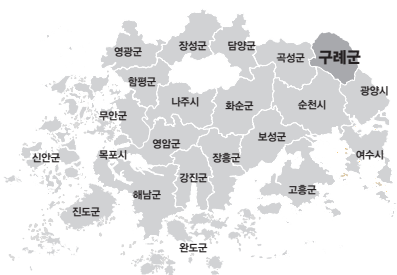 영광군
장성군
담양군
곡성군
구례군
함평군
광양시
나주시
화순군
순천시
무안군
보성군
영암군
신안군
목포시
장흥군
여수시
강진군
해남군
고흥군
진도군
완도군